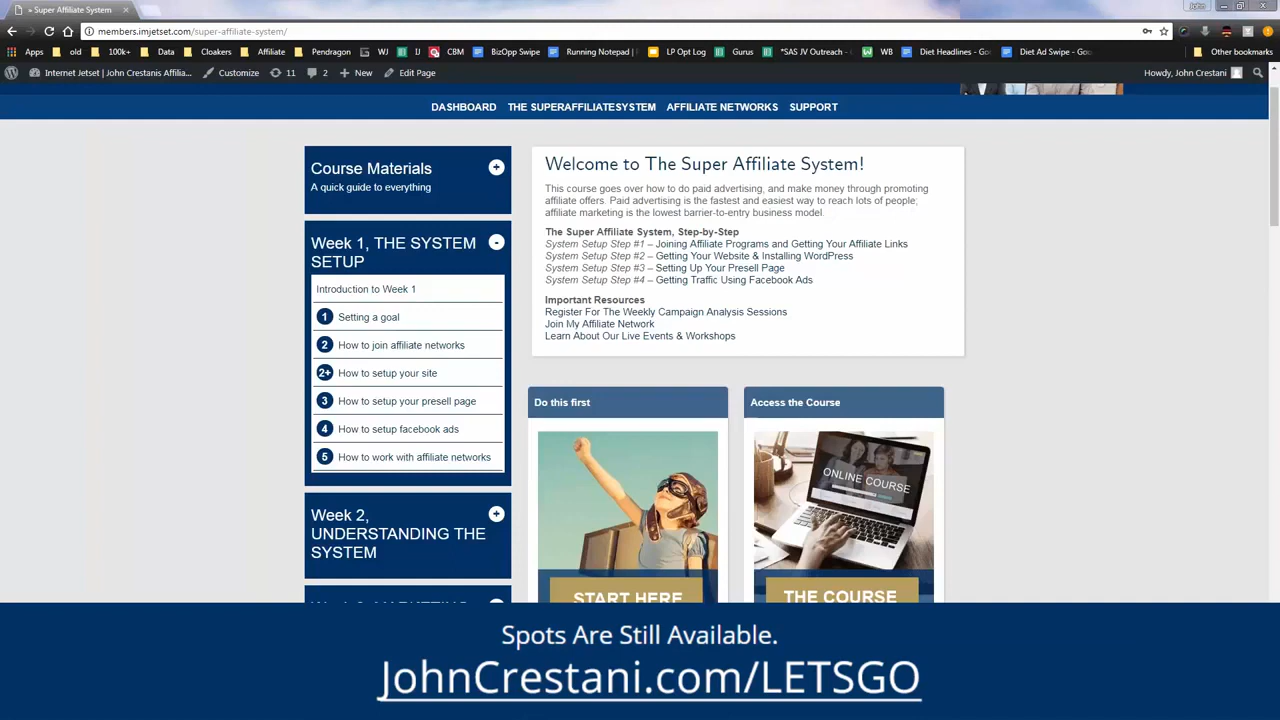 » Super Affiliate System
John
members.imjetset.com/super-affiliate-system/
Apps old 100k+ Data Cloakers Affiliate Pendragon WJ IJ CBM BizOpp Swipe Running Notepad LP Opt Log Gurus *SAS JV Outreach - Go WB Diet Headlines - Go Diet Ad Swipe - Go Other bookmarks
Internet Jetset | John Crestanis Affilia... Customize 11 2 New Edit Page Howdy, John Crestani
DASHBOARD THE SUPERAFFILIATESYSTEM AFFILIATE NETWORKS SUPPORT
Course Materials
A quick guide to everything
Week 1, THE SYSTEM
SETUP
Introduction to Week 1
1 Setting a goal
2 How to join affiliate networks
2+ How to setup your site
3 How to setup your presell page
4 How to setup facebook ads
5 How to work with affiliate networks
Week 2,
UNDERSTANDING THE
SYSTEM
Welcome to The Super Affiliate System!
This course goes over how to do paid advertising, and make money through promoting
affiliate offers. Paid advertising is the fastest and easiest way to reach lots of people;
affiliate marketing is the lowest barrier-to-entry business model.
The Super Affiliate System, Step-by-Step
System Setup Step #1 – Joining Affiliate Programs and Getting Your Affiliate Links
System Setup Step #2 – Getting Your Website & Installing WordPress
System Setup Step #3 – Setting Up Your Presell Page
System Setup Step #4 – Getting Traffic Using Facebook Ads
Important Resources
Register For The Weekly Campaign Analysis Sessions
Join My Affiliate Network
Learn About Our Live Events & Workshops
Do this first
START HERE
Access the Course
ONLINE COURSE
THE COURSE
Spots Are Still Available.
JohnCrestani.com/LETSGO